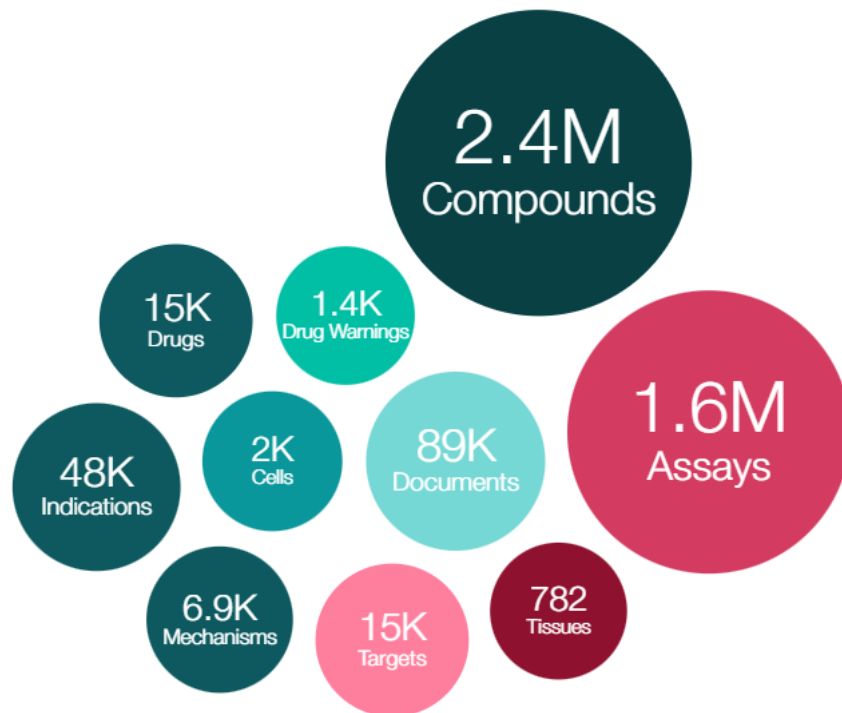 2.4M
Compounds
15K
Drugs
1.4K
Drug Warnings
1.6M
Assays
48K
Indications
2K
Cells
89K
Documents
6.9K
Mechanisms
15K
Targets
782
Tissues